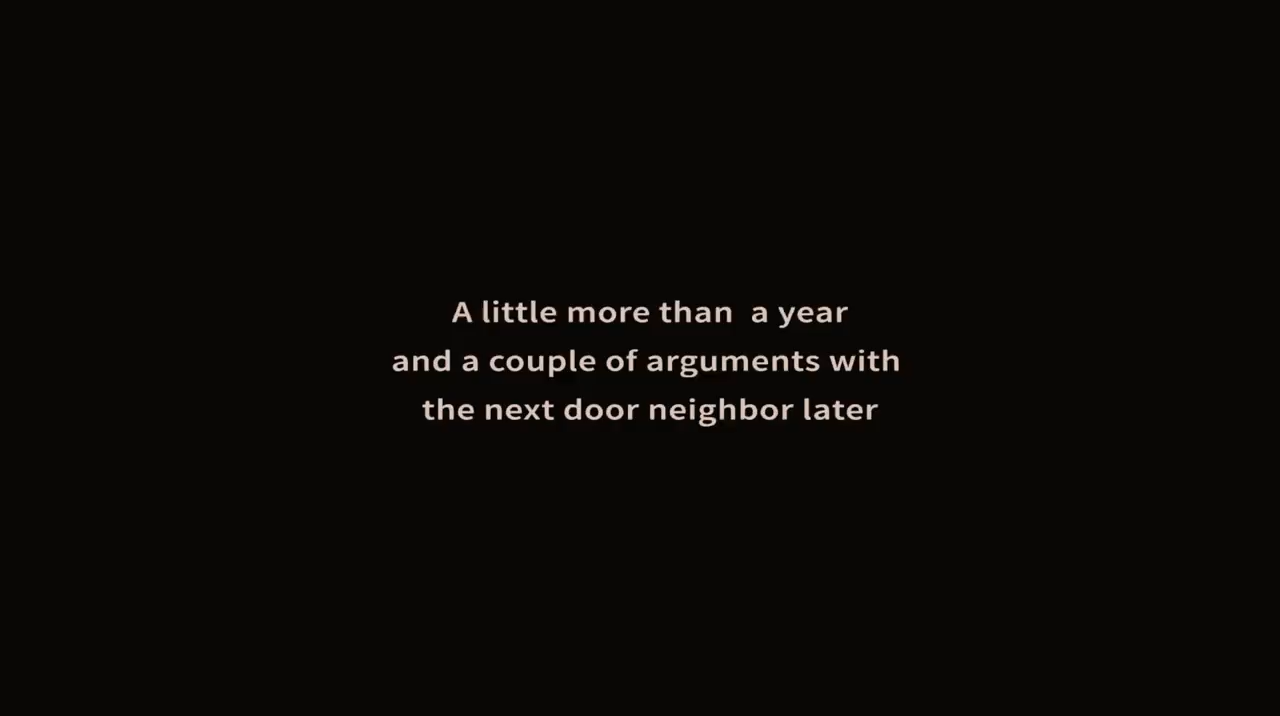 A little more than  a year
and a couple of arguments with
the next door neighbor later